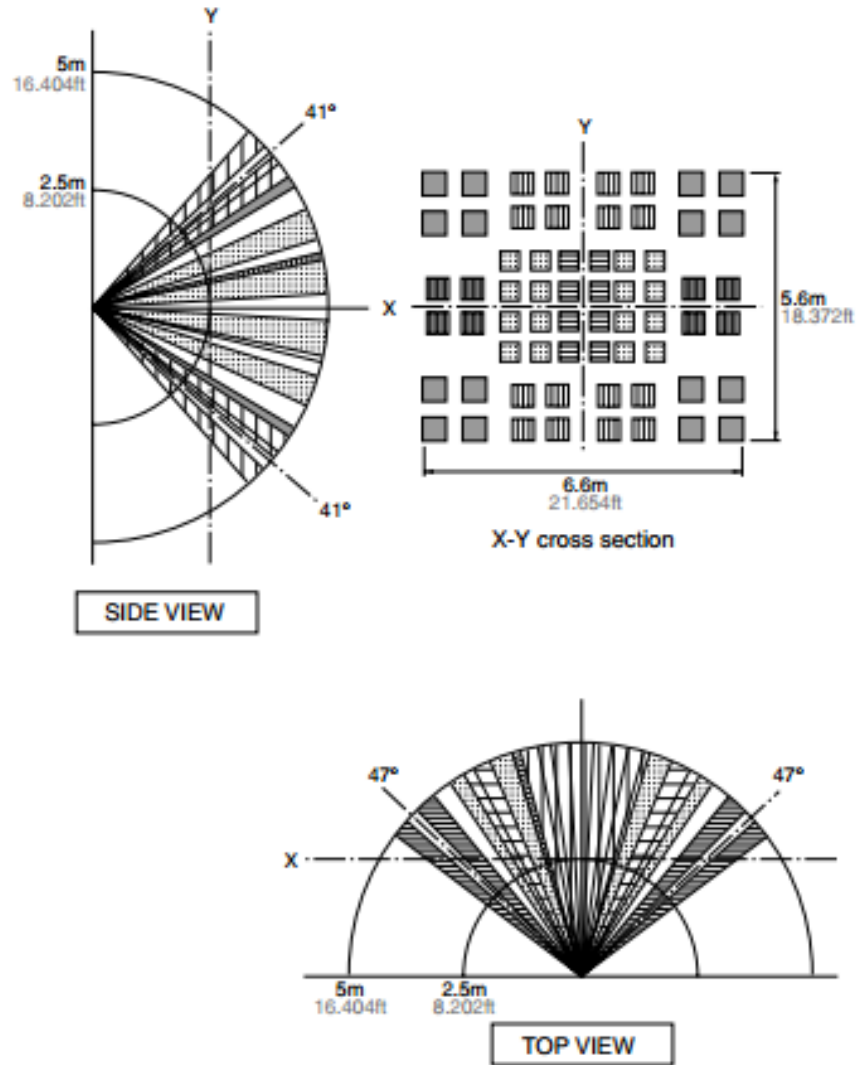 Y
5m
16.404ft
41°
2.5m
8.202ft
X
41°
SIDE VIEW
Y
5.6m
18.372ft
6.6m
21.654ft
X-Y cross section
47°
47°
X
5m
16.404ft
2.5m
8.202ft
TOP VIEW